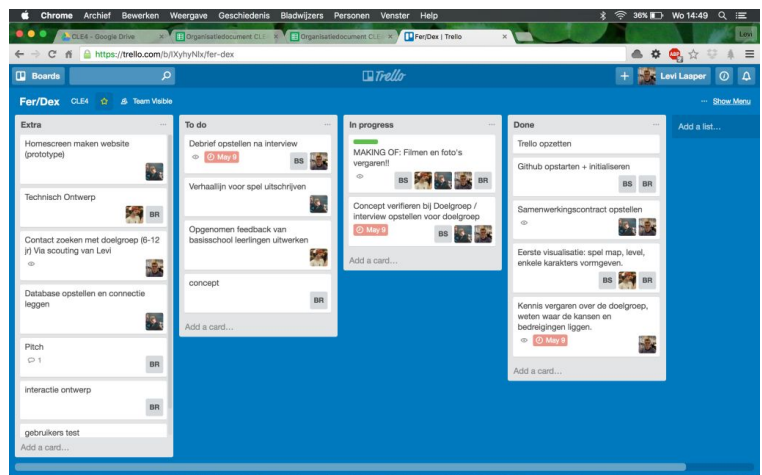 Chrome Archief Bewerken Weergave Geschiedenis Bladwijzers Personen Venster Help 36% Wo 14:49
CLE4 - Google Drive × Organisatiedocument CLE × Organisatiedocument CLE × Fer/Dex | Trello × Levi
https://trello.com/b/IXyhyNlx/fer-dex
Boards Trello + Levi Laaper
Fer/Dex CLE4 Team Visible ... Show Menu
Extra ...
Homescreen maken website
(prototype)
Technisch Ontwerp
BR
Contact zoeken met doelgroep (6-12
jr) Via scouting van Levi
Database opstellen en connectie
leggen
Pitch
1
BR
interactie ontwerp
BR
gebruikers test
Add a card...
To do ...
Debrief opstellen na interview
May 9
BS
Verhaallijn voor spel uitschrijven
Opgenomen feedback van
basisschool leerlingen uitwerken
concept
BR
Add a card...
In progress ...
MAKING OF: Filmen en foto's
vergaren!!
BS BR
Concept verifieren bij Doelgroep /
interview opstellen voor doelgroep
May 9
BS
Add a card...
Done ...
Trello opzetten
Github opstarten + initialiseren
BS BR
Samenwerkingscontract opstellen
Eerste visualisatie: spel map, level,
enkele karakters vormgeven.
BS BR
Kennis vergaren over de doelgroep,
weten waar de kansen en
bedreigingen liggen.
May 9
Add a card...
Add a list...